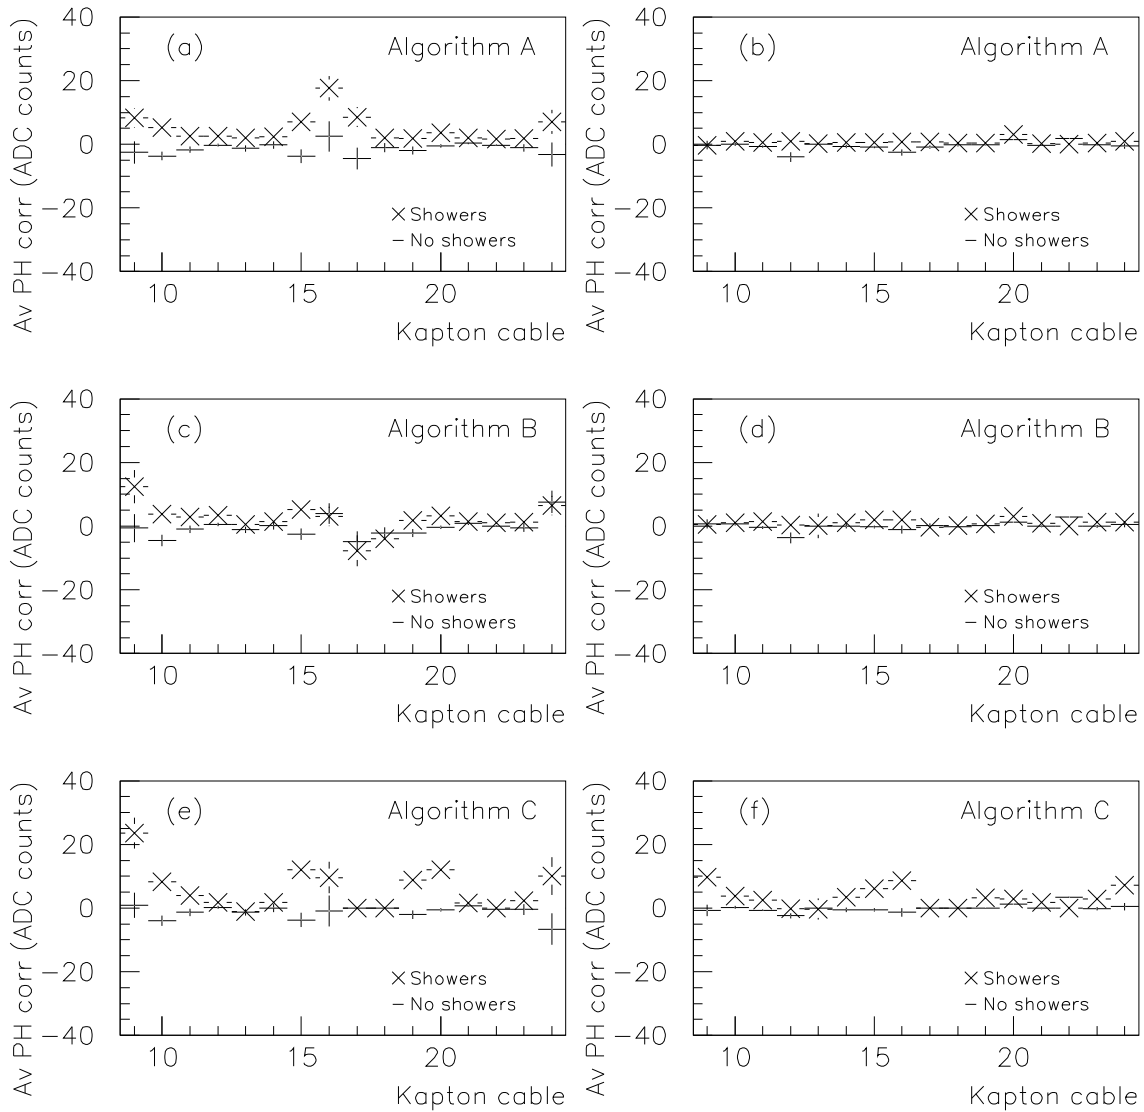 (a) Algorithm A
Av PH corr (ADC counts)
40
20
0
−20
−40
× Showers
– No showers
10 15 20
Kapton cable
(b) Algorithm A
Av PH corr (ADC counts)
40
20
0
−20
−40
× Showers
– No showers
10 15 20
Kapton cable
(c) Algorithm B
Av PH corr (ADC counts)
40
20
0
−20
−40
× Showers
– No showers
10 15 20
Kapton cable
(d) Algorithm B
Av PH corr (ADC counts)
40
20
0
−20
−40
× Showers
– No showers
10 15 20
Kapton cable
(e) Algorithm C
Av PH corr (ADC counts)
40
20
0
−20
−40
× Showers
– No showers
10 15 20
Kapton cable
(f) Algorithm C
Av PH corr (ADC counts)
40
20
0
−20
−40
× Showers
– No showers
10 15 20
Kapton cable